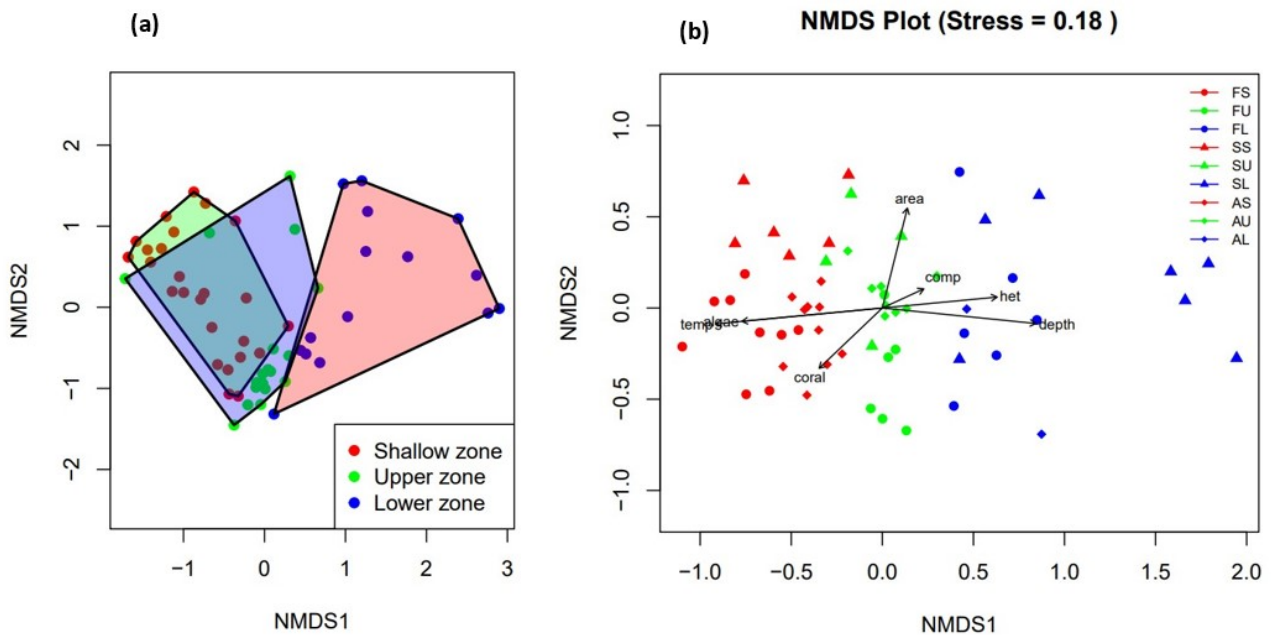 (a)
NMDS2
2
1
0
−1
−2
−1 0 1 2 3
NMDS1
Shallow zone
Upper zone
Lower zone
(b)
NMDS Plot (Stress = 0.18 )
NMDS2
1.0
0.5
0.0
−0.5
−1.0
−1.0 −0.5 0.0 0.5 1.0 1.5 2.0
NMDS1
area
comp
het
temps
algae
depth
coral
FS
FU
FL
SS
SU
SL
AS
AU
AL